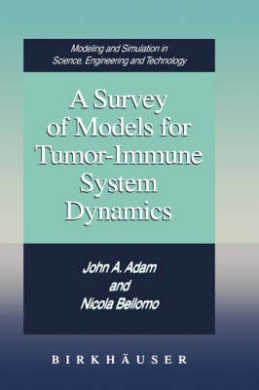 Modeling and Simulation in
Science, Engineering and Technology
A Survey
of Models for
Tumor-Immune
System
Dynamics
John A. Adam
and
Nicola Bellomo
BIRKHÄUSER